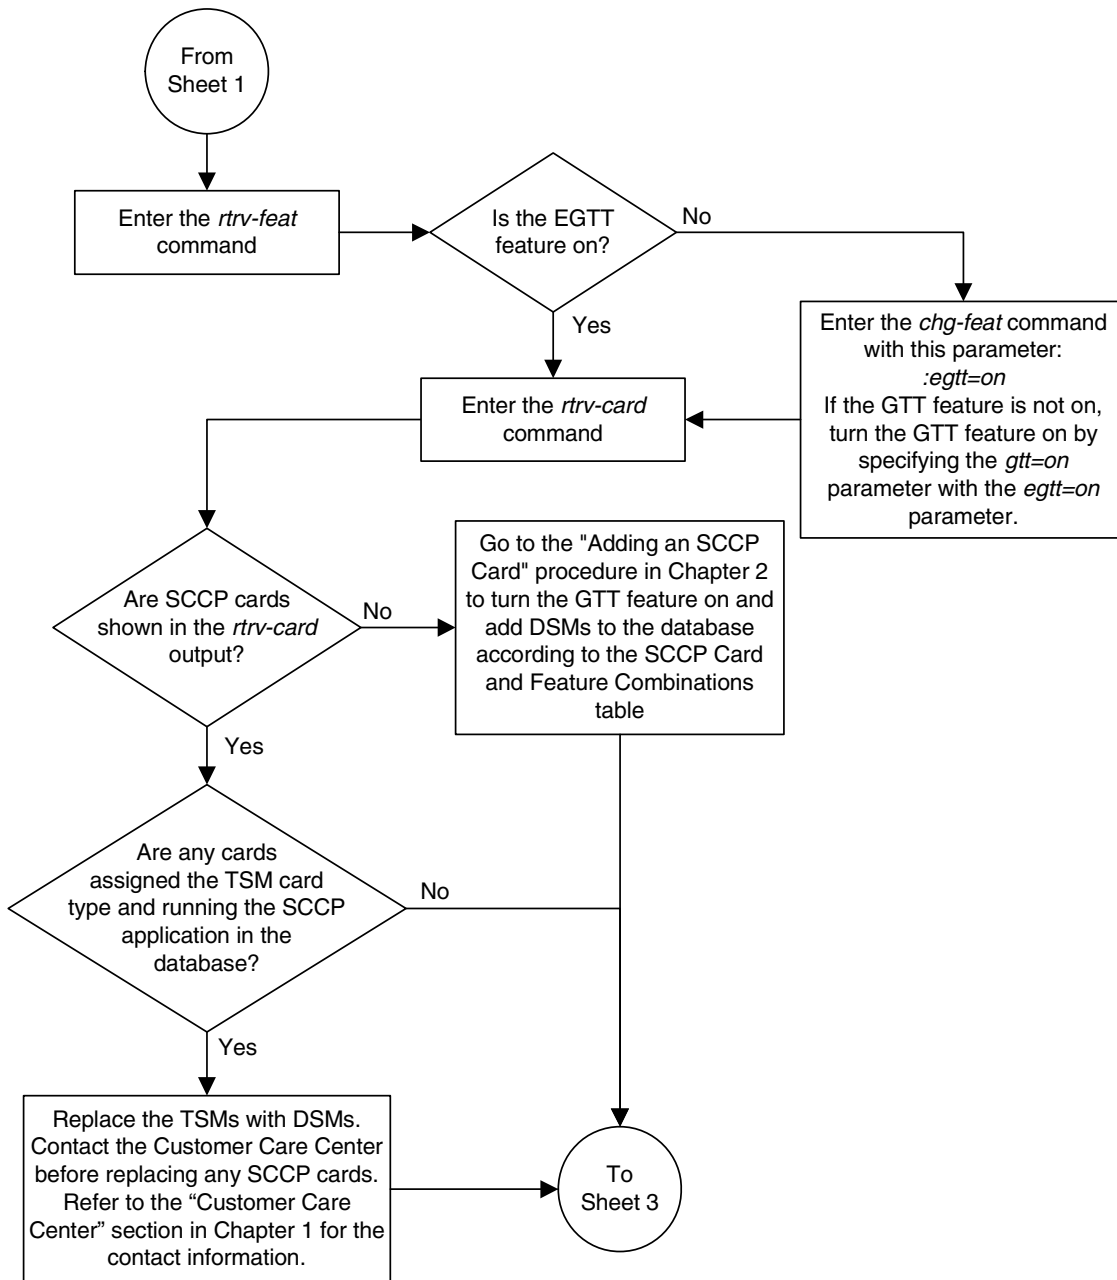 From
Sheet 1
Enter the rtrv-feat
command
Is the EGTT
feature on?
No
Yes
Enter the chg-feat command
with this parameter:
:egtt=on
If the GTT feature is not on,
turn the GTT feature on by
specifying the gtt=on
parameter with the egtt=on
parameter.
Enter the rtrv-card
command
Are SCCP cards
shown in the rtrv-card
output?
No
Yes
Go to the "Adding an SCCP
Card" procedure in Chapter 2
to turn the GTT feature on and
add DSMs to the database
according to the SCCP Card
and Feature Combinations
table
Are any cards
assigned the TSM card
type and running the SCCP
application in the
database?
No
Yes
Replace the TSMs with DSMs.
Contact the Customer Care Center
before replacing any SCCP cards.
Refer to the “Customer Care
Center” section in Chapter 1 for the
contact information.
To
Sheet 3